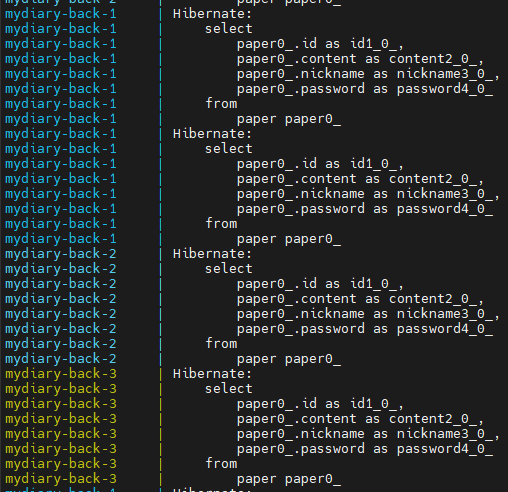 mydiary-back-2 | paper paper0_
mydiary-back-1 | Hibernate:
mydiary-back-1 | select
mydiary-back-1 | paper0_.id as id1_0_,
mydiary-back-1 | paper0_.content as content2_0_,
mydiary-back-1 | paper0_.nickname as nickname3_0_,
mydiary-back-1 | paper0_.password as password4_0_
mydiary-back-1 | from
mydiary-back-1 | paper paper0_
mydiary-back-1 | Hibernate:
mydiary-back-1 | select
mydiary-back-1 | paper0_.id as id1_0_,
mydiary-back-1 | paper0_.content as content2_0_,
mydiary-back-1 | paper0_.nickname as nickname3_0_,
mydiary-back-1 | paper0_.password as password4_0_
mydiary-back-1 | from
mydiary-back-1 | paper paper0_
mydiary-back-2 | Hibernate:
mydiary-back-2 | select
mydiary-back-2 | paper0_.id as id1_0_,
mydiary-back-2 | paper0_.content as content2_0_,
mydiary-back-2 | paper0_.nickname as nickname3_0_,
mydiary-back-2 | paper0_.password as password4_0_
mydiary-back-2 | from
mydiary-back-2 | paper paper0_
mydiary-back-3 | Hibernate:
mydiary-back-3 | select
mydiary-back-3 | paper0_.id as id1_0_,
mydiary-back-3 | paper0_.content as content2_0_,
mydiary-back-3 | paper0_.nickname as nickname3_0_,
mydiary-back-3 | paper0_.password as password4_0_
mydiary-back-3 | from
mydiary-back-3 | paper paper0_
mydiary-back-1 | Hibernate: